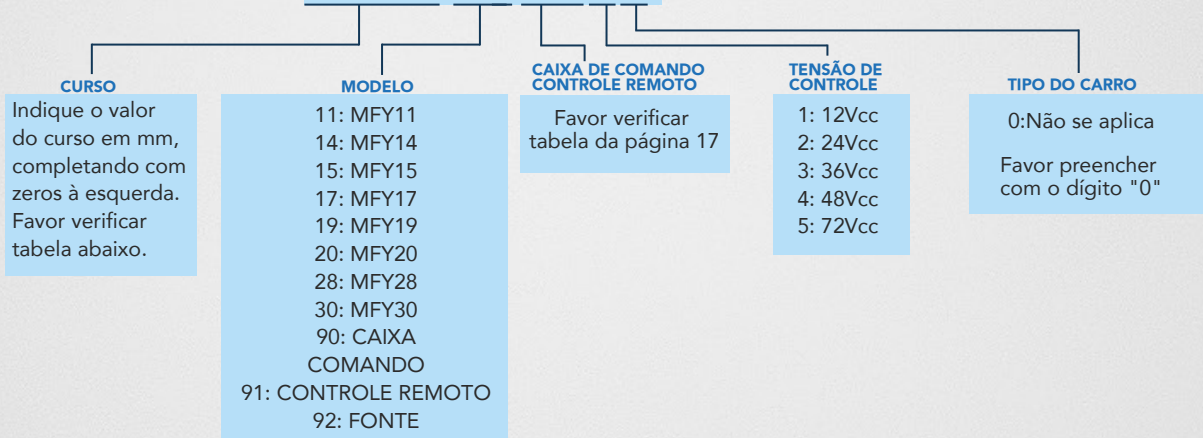 CURSO
Indique o valor
do curso em mm,
completando com
zeros à esquerda.
Favor verificar
tabela abaixo.
MODELO
11: MFY11
14: MFY14
15: MFY15
17: MFY17
19: MFY19
20: MFY20
28: MFY28
30: MFY30
90: CAIXA
COMANDO
91: CONTROLE REMOTO
92: FONTE
CAIXA DE COMANDO
CONTROLE REMOTO
Favor verificar
tabela da página 17
TENSÃO DE
CONTROLE
1: 12Vcc
2: 24Vcc
3: 36Vcc
4: 48Vcc
5: 72Vcc
TIPO DO CARRO
0:Não se aplica
Favor preencher
com o dígito "0"